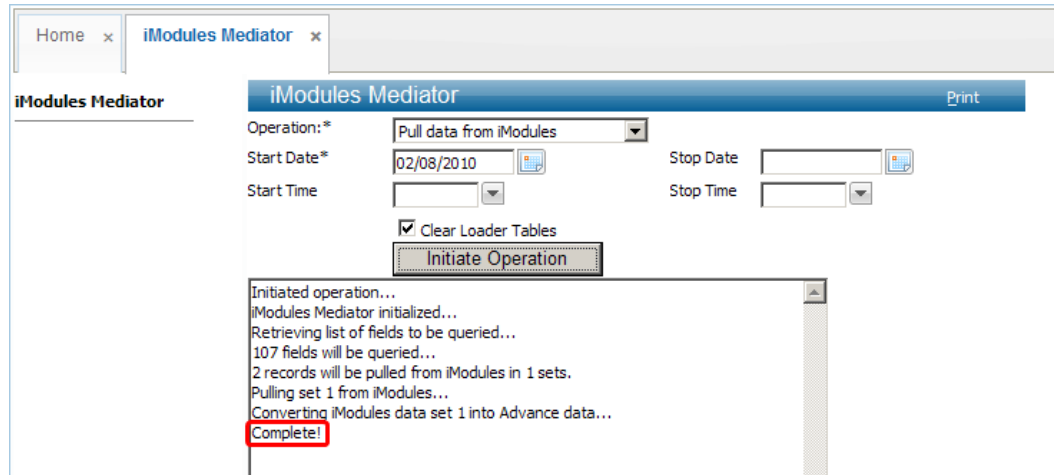 Home x iModules Mediator x
iModules Mediator
iModules Mediator Print
Operation:* Pull data from iModules
Start Date* 02/08/2010 Stop Date
Start Time Stop Time
Clear Loader Tables
Initiate Operation
Initiated operation...
iModules Mediator initialized...
Retrieving list of fields to be queried...
107 fields will be queried...
2 records will be pulled from iModules in 1 sets.
Pulling set 1 from iModules...
Converting iModules data set 1 into Advance data...
Complete!